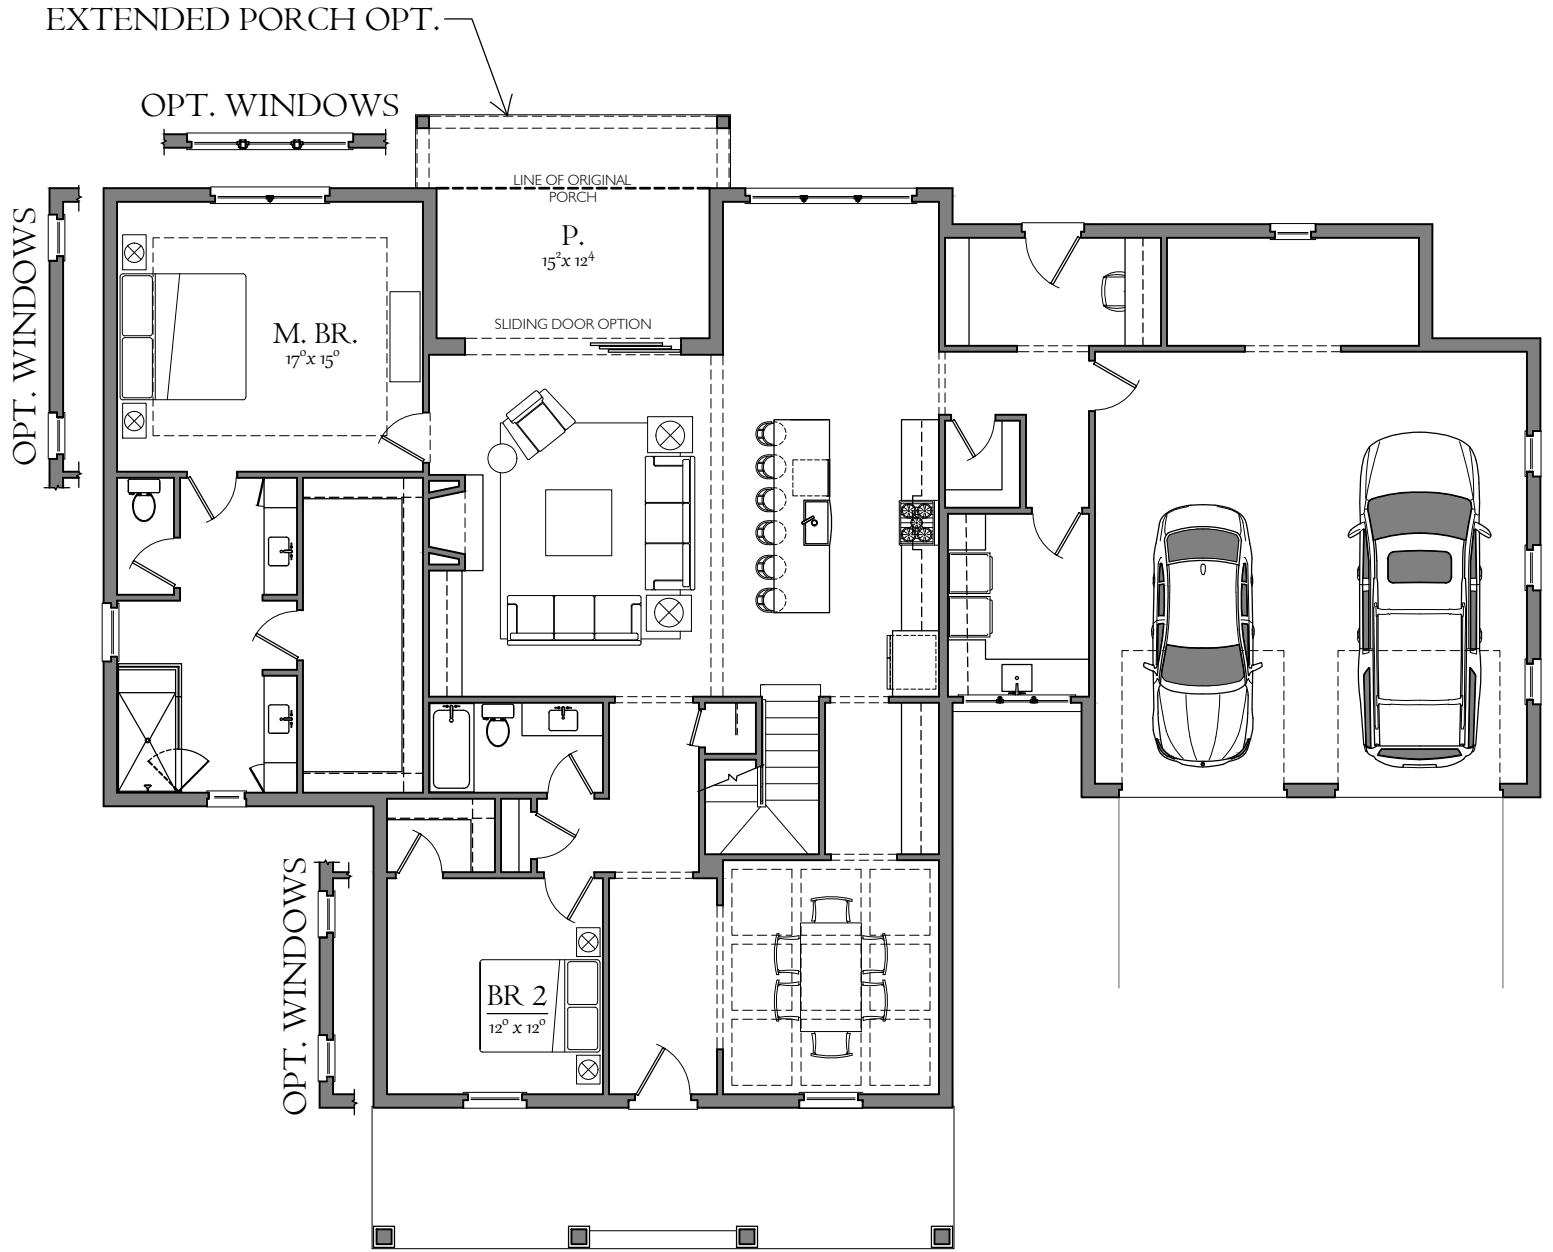 EXTENDED PORCH OPT.
OPT. WINDOWS
LINE OF ORIGINAL
PORCH
P.
15²x 12⁴
SLIDING DOOR OPTION
OPT. WINDOWS
M. BR.
17⁰x 15⁰
OPT. WINDOWS
BR 2
12⁰ x 12⁰